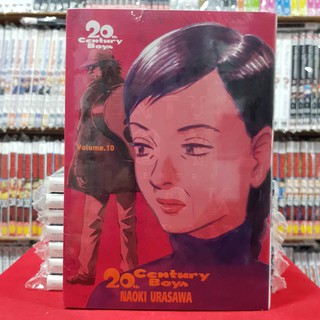 20th
Century
Boys
Volume.10
20th Century
Boys
NAOKI URASAWA